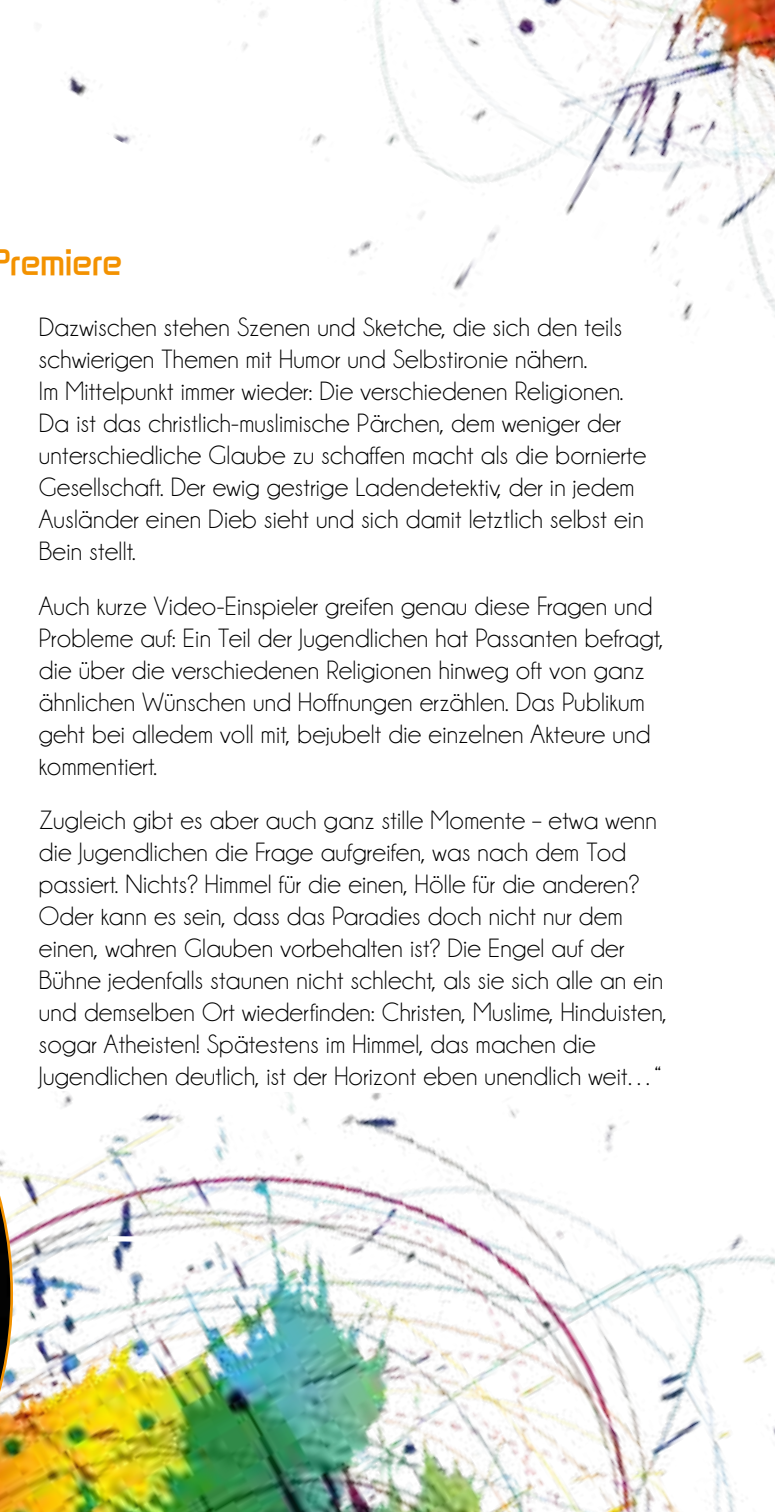 Premiere
Dazwischen stehen Szenen und Sketche, die sich den teils
schwierigen Themen mit Humor und Selbstironie nähern.
Im Mittelpunkt immer wieder: Die verschiedenen Religionen.
Da ist das christlich-muslimische Pärchen, dem weniger der
unterschiedliche Glaube zu schaffen macht als die bornierte
Gesellschaft. Der ewig gestrige Ladendetektiv, der in jedem
Ausländer einen Dieb sieht und sich damit letztlich selbst ein
Bein stellt.
Auch kurze Video-Einspieler greifen genau diese Fragen und
Probleme auf: Ein Teil der Jugendlichen hat Passanten befragt,
die über die verschiedenen Religionen hinweg oft von ganz
ähnlichen Wünschen und Hoffnungen erzählen. Das Publikum
geht bei alledem voll mit, bejubelt die einzelnen Akteure und
kommentiert.
Zugleich gibt es aber auch ganz stille Momente – etwa wenn
die Jugendlichen die Frage aufgreifen, was nach dem Tod
passiert. Nichts? Himmel für die einen, Hölle für die anderen?
Oder kann es sein, dass das Paradies doch nicht nur dem
einen, wahren Glauben vorbehalten ist? Die Engel auf der
Bühne jedenfalls staunen nicht schlecht, als sie sich alle an ein
und demselben Ort wiederfinden: Christen, Muslime, Hinduisten,
sogar Atheisten! Spätestens im Himmel, das machen die
Jugendlichen deutlich, ist der Horizont eben unendlich weit…“